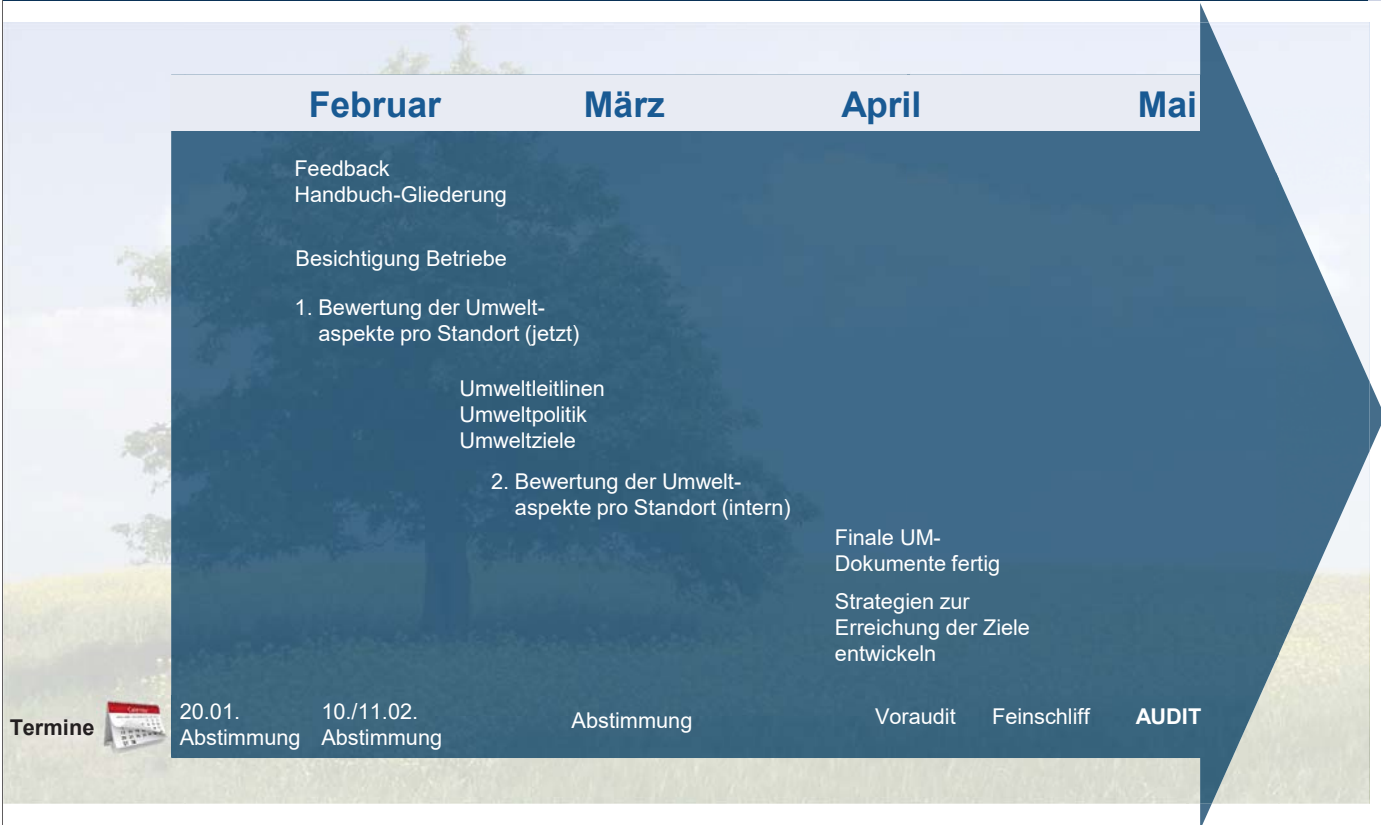 Februar März April Mai
Feedback
Handbuch-Gliederung
Besichtigung Betriebe
1. Bewertung der Umwelt-
aspekte pro Standort (jetzt)
Umweltleitlinen
Umweltpolitik
Umweltziele
2. Bewertung der Umwelt-
aspekte pro Standort (intern)
Finale UM-
Dokumente fertig
Strategien zur
Erreichung der Ziele
entwickeln
Termine
20.01.
Abstimmung
10./11.02.
Abstimmung
Abstimmung
Voraudit
Feinschliff
AUDIT